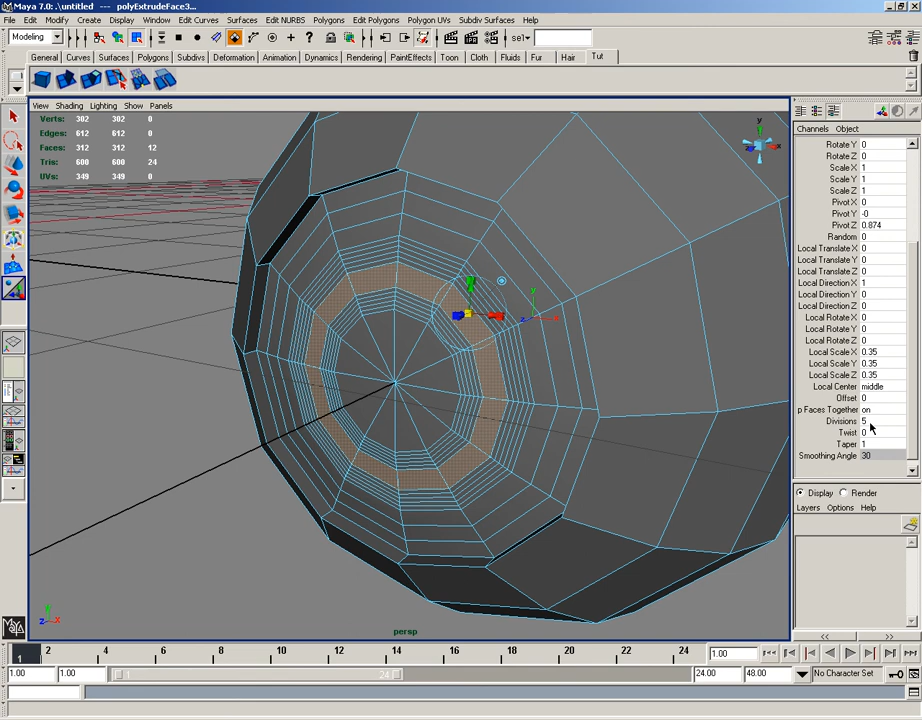 Maya 7.0: .\untitled --- polyExtrudeFace3...
File Edit Modify Create Display Window Edit Curves Surfaces Edit NURBS Polygons Edit Polygons Polygon UVs Subdiv Surfaces Help
Modeling sel
General Curves Surfaces Polygons Subdivs Deformation Animation Dynamics Rendering PaintEffects Toon Cloth Fluids Fur Hair Tut
View Shading Lighting Show Panels
Verts: 302 302 0
Edges: 612 612 0
Faces: 312 312 12
Tris: 600 600 24
UVs: 349 349 0
y
x
z
y
z
x
persp
y
z
x
MAYA
Channels Object
Rotate Y 0
Rotate Z 0
Scale X 1
Scale Y 1
Scale Z 1
Pivot X 0
Pivot Y -0
Pivot Z 0.874
Random 0
Local Translate X 0
Local Translate Y 0
Local Translate Z 0
Local Direction X 1
Local Direction Y 0
Local Direction Z 0
Local Rotate X 0
Local Rotate Y 0
Local Rotate Z 0
Local Scale X 0.35
Local Scale Y 0.35
Local Scale Z 0.35
Local Center middle
Offset 0
p Faces Together on
Divisions 5
Twist 0
Taper 1
Smoothing Angle 30
Display Render
Layers Options Help
<< >>
1 2 4 6 8 10 12 14 16 18 20 22 24 1.00
1.00 1.00 1 24 24.00 48.00 No Character Set